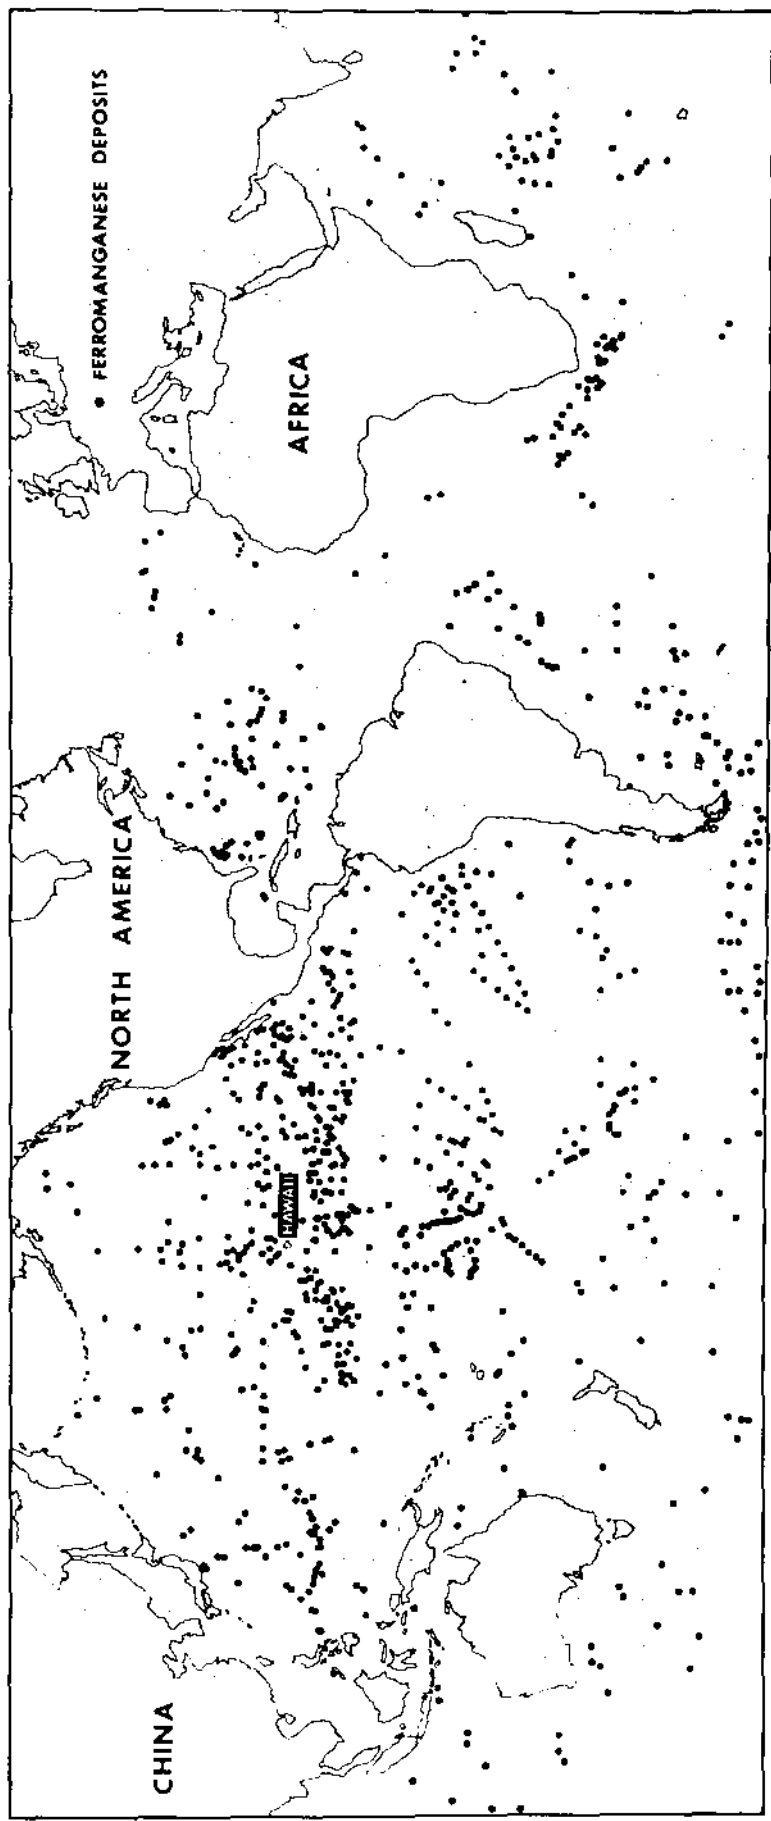 CHINA
HAWAII
NORTH AMERICA
AFRICA
• FERROMANGANESE DEPOSITS